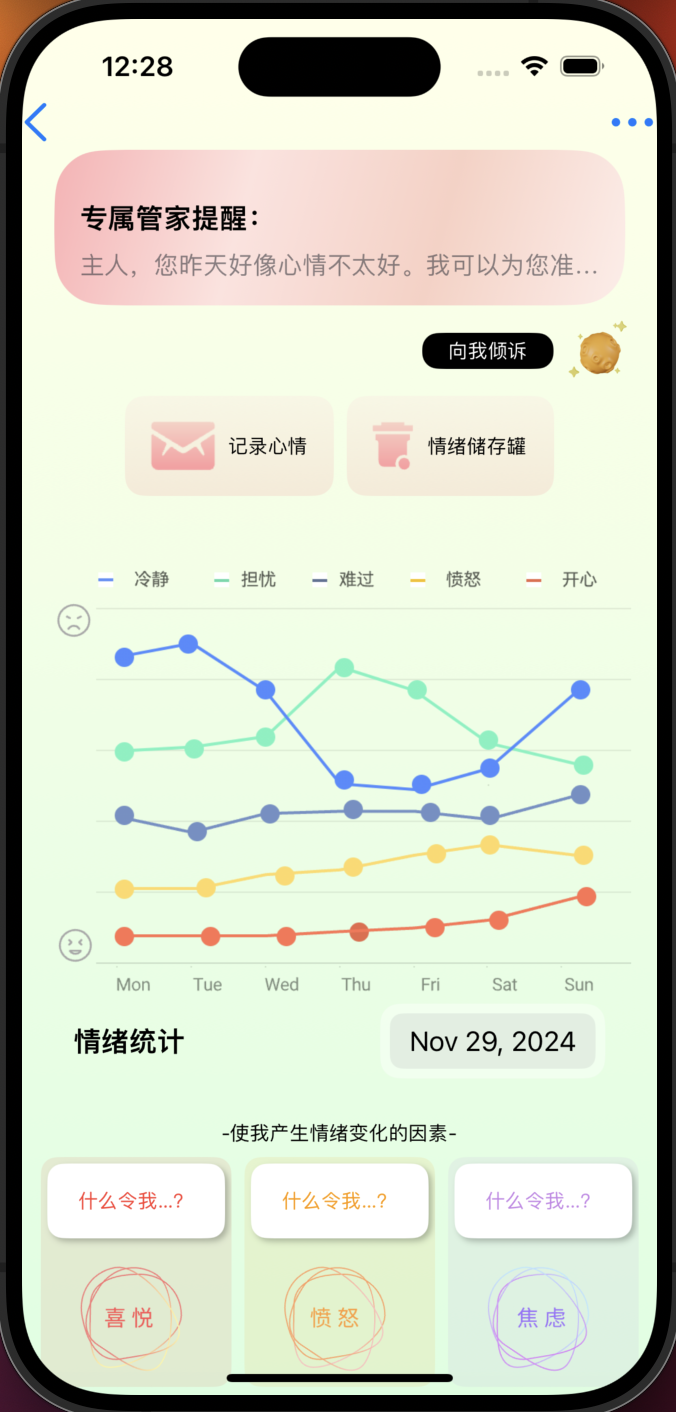 12:28
专属管家提醒：
主人，您昨天好像心情不太好。我可以为您准...
向我倾诉
记录心情 情绪储存罐
冷静 担忧 难过 愤怒 开心
Mon Tue Wed Thu Fri Sat Sun
情绪统计 Nov 29, 2024
-使我产生情绪变化的因素-
什么令我...? 什么令我...? 什么令我...?
喜悦 愤怒 焦虑